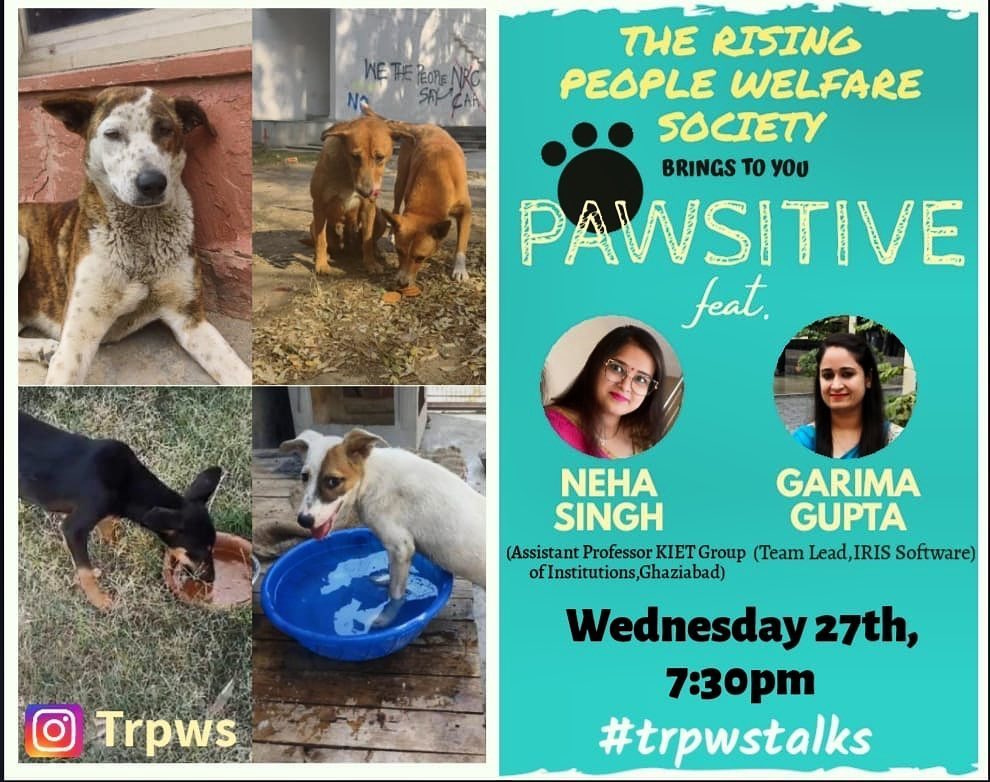 WE THE PEOPLE NRC
SAY CAA
NO
Trpws
THE RISING
PEOPLE WELFARE
SOCIETY
BRINGS TO YOU
PAWSITIVE
feat.
NEHA
SINGH
(Assistant Professor KIET Group
of Institutions,Ghaziabad)
GARIMA
GUPTA
(Team Lead,IRIS Software)
Wednesday 27th,
7:30pm
#trpwstalks